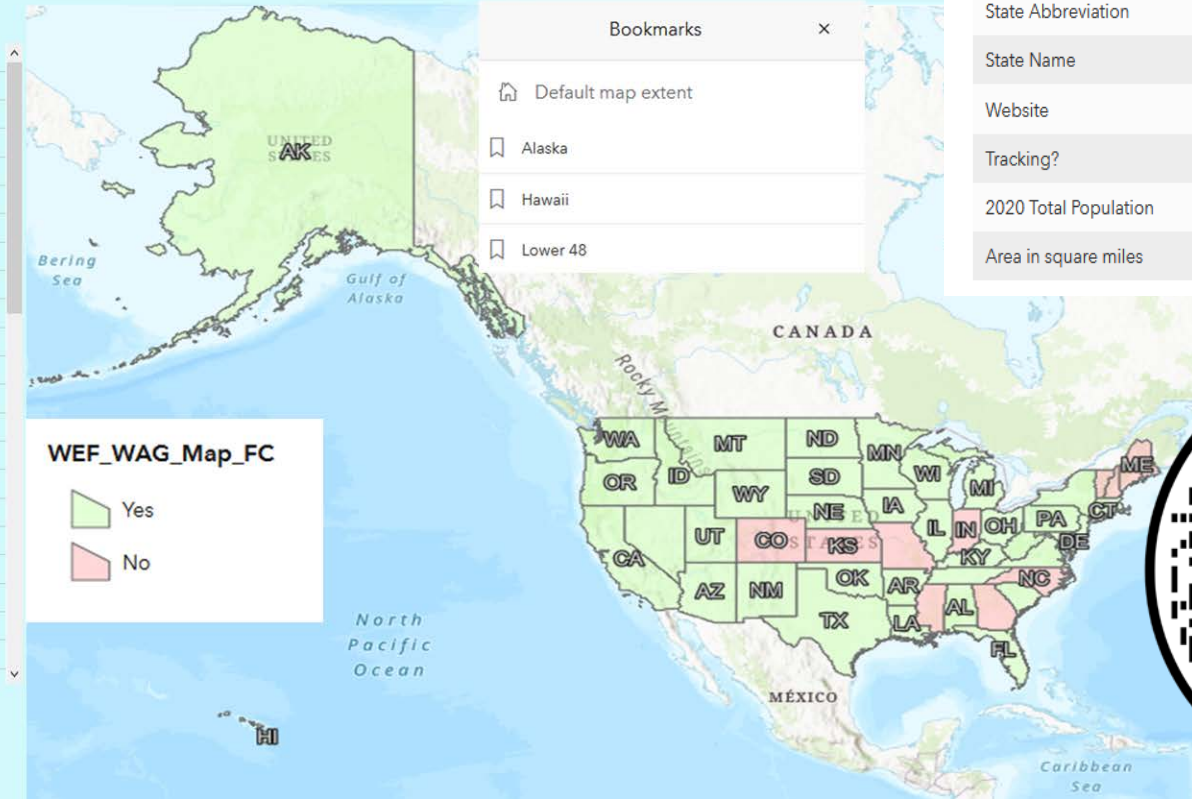 Bookmarks
Default map extent
Alaska
Hawaii
Lower 48
State Abbreviation
State Name
Website
Tracking?
2020 Total Population
Area in square miles
UNITED
STATES
AK
Bering
Sea
Gulf of
Alaska
CANADA
Rocky Mountains
WEF_WAG_Map_FC
Yes
No
WA
MT
ND
MN
OR
ID
SD
WI
MI
ME
WY
NE
IA
UNITED
STATES
IL
IN
OH
PA
CT
UT
CO
KS
KY
DE
CA
AZ
NM
OK
AR
NC
TX
LA
AL
FL
North
Pacific
Ocean
MÉXICO
HI
Caribbean
Sea